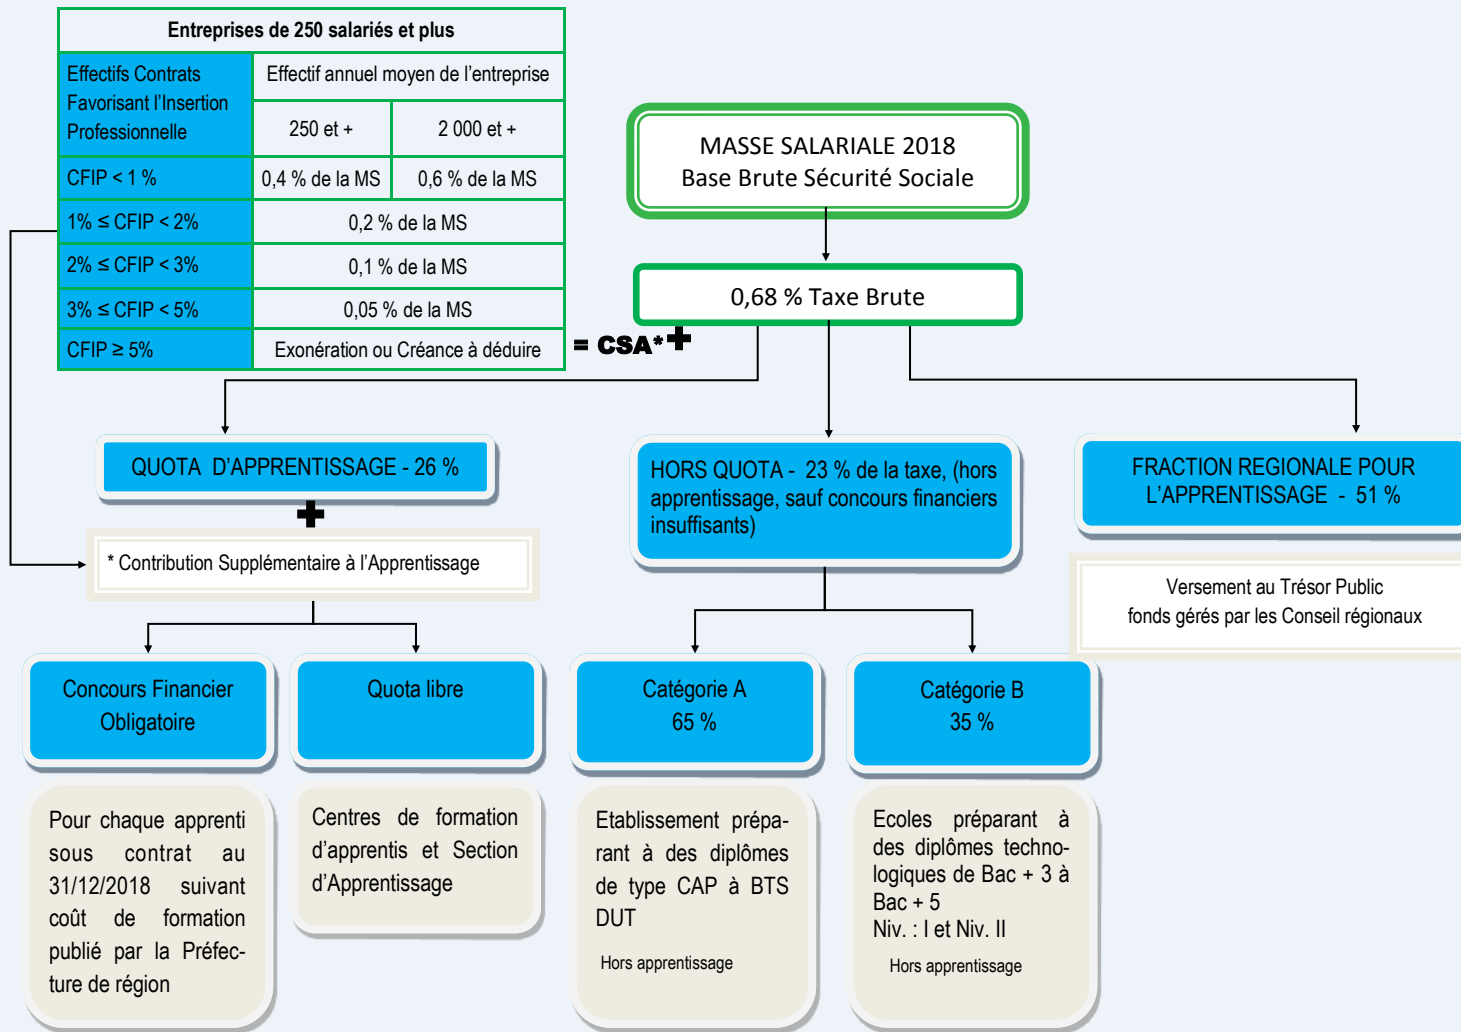 Entreprises de 250 salariés et plus
Effectifs Contrats
Favorisant l'Insertion
Professionnelle
Effectif annuel moyen de l'entreprise
250 et +
2 000 et +
CFIP < 1 %
0,4 % de la MS
0,6 % de la MS
1% ≤ CFIP < 2%
0,2 % de la MS
2% ≤ CFIP < 3%
0,1 % de la MS
3% ≤ CFIP < 5%
0,05 % de la MS
CFIP ≥ 5%
Exonération ou Créance à déduire
= CSA* +
MASSE SALARIALE 2018
Base Brute Sécurité Sociale
0,68 % Taxe Brute
QUOTA D'APPRENTISSAGE - 26 %
+
* Contribution Supplémentaire à l'Apprentissage
HORS QUOTA - 23 % de la taxe, (hors
apprentissage, sauf concours financiers
insuffisants)
FRACTION REGIONALE POUR
L'APPRENTISSAGE - 51 %
Versement au Trésor Public
fonds gérés par les Conseil régionaux
Concours Financier
Obligatoire
Quota libre
Catégorie A
65 %
Catégorie B
35 %
Pour chaque apprenti
sous contrat au
31/12/2018 suivant
coût de formation
publié par la Préfec-
ture de région
Centres de formation
d'apprentis et Section
d'Apprentissage
Etablissement prépa-
rant à des diplômes
de type CAP à BTS
DUT
Hors apprentissage
Ecoles préparant à
des diplômes techno-
logiques de Bac + 3 à
Bac + 5
Niv. : I et Niv. II
Hors apprentissage